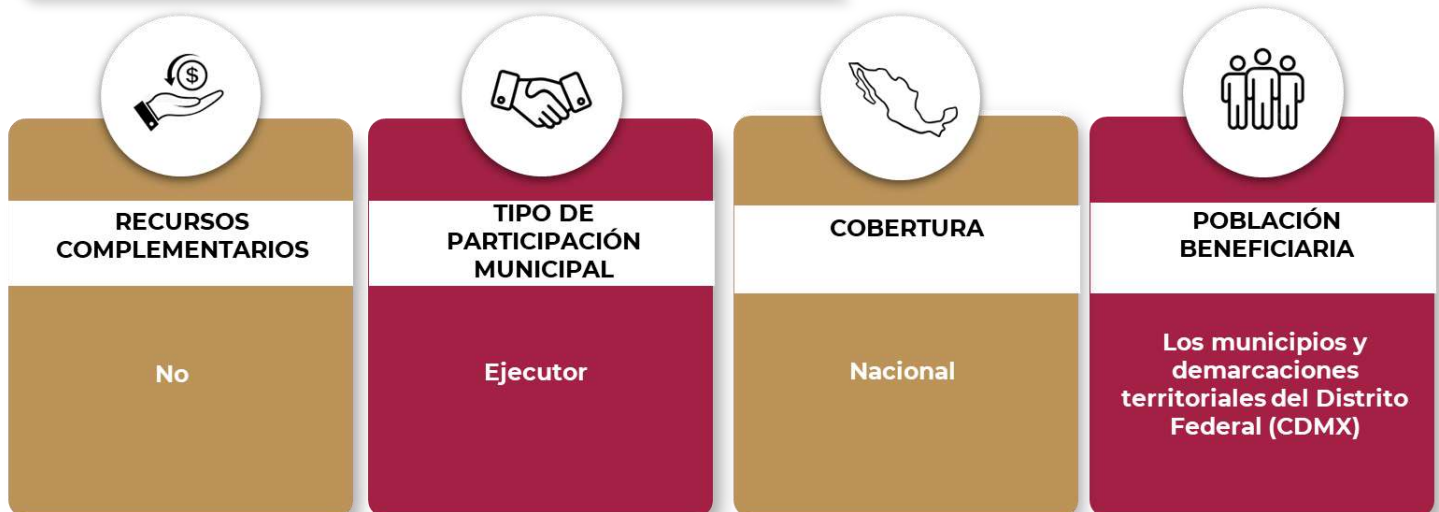 $
RECURSOS
COMPLEMENTARIOS
No
TIPO DE
PARTICIPACIÓN
MUNICIPAL
Ejecutor
COBERTURA
Nacional
POBLACIÓN
BENEFICIARIA
Los municipios y
demarcaciones
territoriales del Distrito
Federal (CDMX)